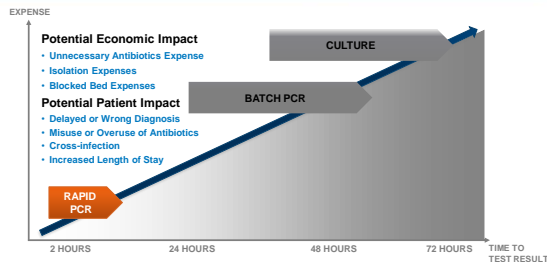 EXPENSE
Potential Economic Impact
• Unnecessary Antibiotics Expense
• Isolation Expenses
• Blocked Bed Expenses
Potential Patient Impact
• Delayed or Wrong Diagnosis
• Misuse or Overuse of Antibiotics
• Cross-infection
• Increased Length of Stay
CULTURE
BATCH PCR
RAPID
PCR
2 HOURS
24 HOURS
48 HOURS
72 HOURS
TIME TO
TEST RESULT